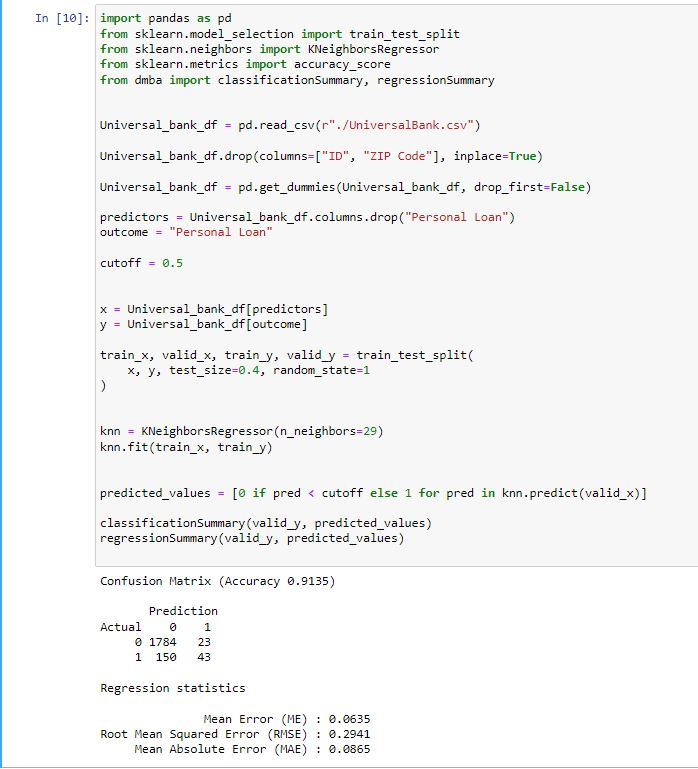 In [10]: import pandas as pd
from sklearn.model_selection import train_test_split
from sklearn.neighbors import KNeighborsRegressor
from sklearn.metrics import accuracy_score
from dmba import classificationSummary, regressionSummary
Universal_bank_df = pd.read_csv(r"./UniversalBank.csv")
Universal_bank_df.drop(columns=["ID", "ZIP Code"], inplace=True)
Universal_bank_df = pd.get_dummies(Universal_bank_df, drop_first=False)
predictors = Universal_bank_df.columns.drop("Personal Loan")
outcome = "Personal Loan"
cutoff = 0.5
x = Universal_bank_df[predictors]
y = Universal_bank_df[outcome]
train_x, valid_x, train_y, valid_y = train_test_split(
    x, y, test_size=0.4, random_state=1
)
knn = KNeighborsRegressor(n_neighbors=29)
knn.fit(train_x, train_y)
predicted_values = [0 if pred < cutoff else 1 for pred in knn.predict(valid_x)]
classificationSummary(valid_y, predicted_values)
regressionSummary(valid_y, predicted_values)
Confusion Matrix (Accuracy 0.9135)
       Prediction
Actual    0    1
     0 1784   23
     1  150   43
Regression statistics
               Mean Error (ME) : 0.0635
Root Mean Squared Error (RMSE) : 0.2941
     Mean Absolute Error (MAE) : 0.0865